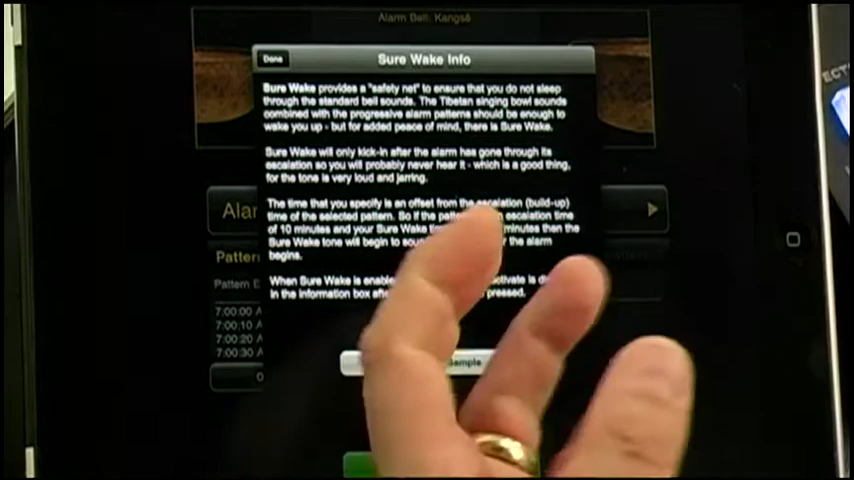 Alarm Bell: Kangsé
Done
Sure Wake Info
Sure Wake provides a "safety net" to ensure that you do not sleep
through the standard bell sounds. The Tibetan singing bowl sounds
combined with the progressive alarm patterns should be enough to
wake you up - but for added peace of mind, there is Sure Wake.
Sure Wake will only kick-in after the alarm has gone through its
escalation so you will probably never hear it - which is a good thing,
for the tone is very loud and jarring.
The time that you specify is an offset from the escalation (build-up)
time of the selected pattern. So if the escalation time
of 10 minutes and your Sure Wake minutes then the
Sure Wake tone will begin to the alarm
begins.
When Sure Wake is
in the information box pressed.
Alar
Pattern
Pattern E
7:00:00 A
7:00:10 A
7:00:20 A
7:00:30 A
Sample
ECT